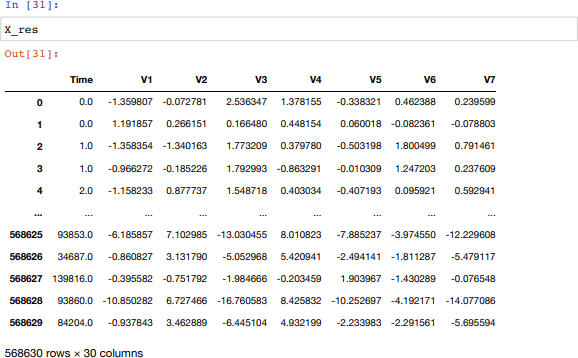 In [31]:
X_res
Out[31]:
Time V1 V2 V3 V4 V5 V6 V7
0 0.0 -1.359807 -0.072781 2.536347 1.378155 -0.338321 0.462388 0.239599
1 0.0 1.191857 0.266151 0.166480 0.448154 0.060018 -0.082361 -0.078803
2 1.0 -1.358354 -1.340163 1.773209 0.379780 -0.503198 1.800499 0.791461
3 1.0 -0.966272 -0.185226 1.792993 -0.863291 -0.010309 1.247203 0.237609
4 2.0 -1.158233 0.877737 1.548718 0.403034 -0.407193 0.095921 0.592941
... ... ... ... ... ... ... ... ...
568625 93853.0 -6.185857 7.102985 -13.030455 8.010823 -7.885237 -3.974550 -12.229608
568626 34687.0 -0.860827 3.131790 -5.052968 5.420941 -2.494141 -1.811287 -5.479117
568627 139816.0 -0.395582 -0.751792 -1.984666 -0.203459 1.903967 -1.430289 -0.076548
568628 93860.0 -10.850282 6.727466 -16.760583 8.425832 -10.252697 -4.192171 -14.077086
568629 84204.0 -0.937843 3.462889 -6.445104 4.932199 -2.233983 -2.291561 -5.695594
568630 rows × 30 columns